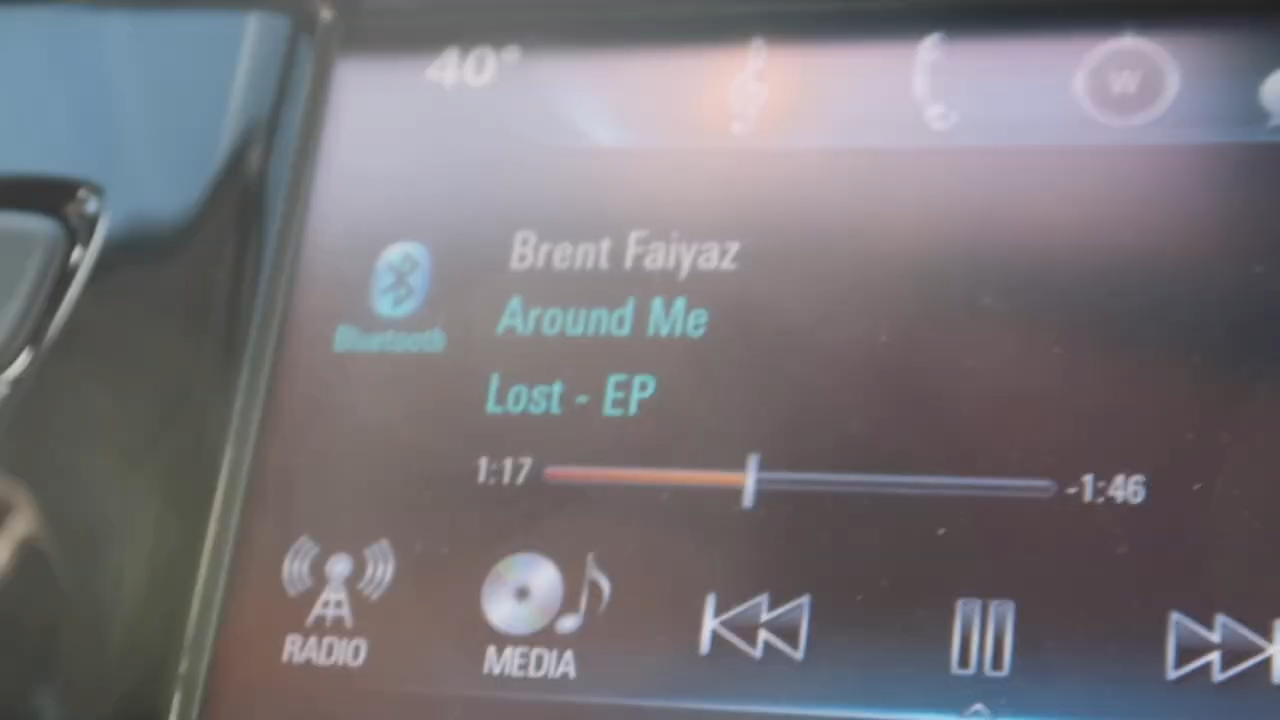 40°
W
Brent Faiyaz
Bluetooth
Around Me
Lost - EP
1:17
-1:46
RADIO
MEDIA